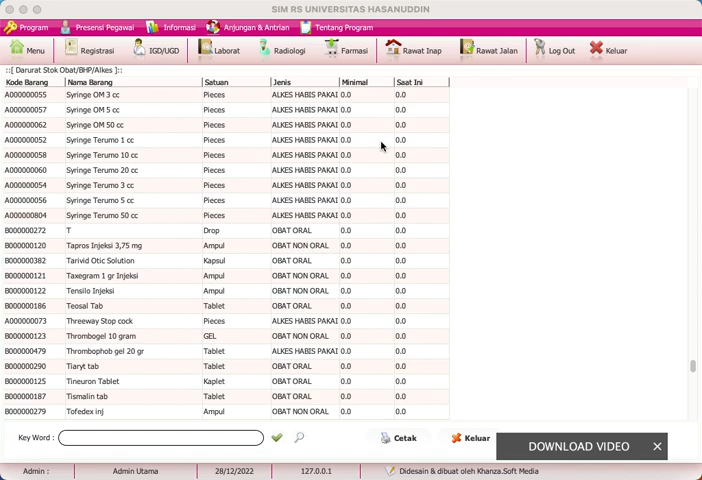 SIM RS UNIVERSITAS HASANUDDIN
Program Presensi Pegawai Informasi Anjungan & Antrian Tentang Program
Menu Registrasi IGD/UGD Laborat Radiologi Farmasi Rawat Inap Rawat Jalan Log Out Keluar
::[ Darurat Stok Obat/BHP/Alkes ]::
Kode Barang Nama Barang Satuan Jenis Minimal Saat Ini
A000000055 Syringe OM 3 cc Pieces ALKES HABIS PAKAI 0.0 0.0
A000000057 Syringe OM 5 cc Pieces ALKES HABIS PAKAI 0.0 0.0
A000000062 Syringe OM 50 cc Pieces ALKES HABIS PAKAI 0.0 0.0
A000000052 Syringe Terumo 1 cc Pieces ALKES HABIS PAKAI 0.0 0.0
A000000058 Syringe Terumo 10 cc Pieces ALKES HABIS PAKAI 0.0 0.0
A000000060 Syringe Terumo 20 cc Pieces ALKES HABIS PAKAI 0.0 0.0
A000000054 Syringe Terumo 3 cc Pieces ALKES HABIS PAKAI 0.0 0.0
A000000056 Syringe Terumo 5 cc Pieces ALKES HABIS PAKAI 0.0 0.0
A000000804 Syringe Terumo 50 cc Pieces ALKES HABIS PAKAI 0.0 0.0
B000000272 T Drop OBAT ORAL 0.0 0.0
B000000120 Tapros Injeksi 3,75 mg Ampul OBAT NON ORAL 0.0 0.0
B000000382 Tarivid Otic Solution Kapsul OBAT ORAL 0.0 0.0
B000000121 Taxegram 1 gr Injeksi Ampul OBAT NON ORAL 0.0 0.0
B000000122 Tensilo Injeksi Ampul OBAT NON ORAL 0.0 0.0
B000000186 Teosal Tab Tablet OBAT ORAL 0.0 0.0
A000000073 Threeway Stop cock Pieces ALKES HABIS PAKAI 0.0 0.0
B000000123 Thrombogel 10 gram GEL OBAT NON ORAL 0.0 0.0
B000000479 Thrombophob gel 20 gr Tablet ALKES HABIS PAKAI 0.0 0.0
B000000290 Tiaryt tab Tablet OBAT ORAL 0.0 0.0
B000000125 Tineuron Tablet Kaplet OBAT ORAL 0.0 0.0
B000000187 Tismalin tab Tablet OBAT ORAL 0.0 0.0
B000000279 Tofedex inj Ampul OBAT NON ORAL 0.0 0.0
Key Word : Cetak Keluar
DOWNLOAD VIDEO
Admin : Admin Utama 28/12/2022 127.0.0.1 Didesain & dibuat oleh Khanza.Soft Media